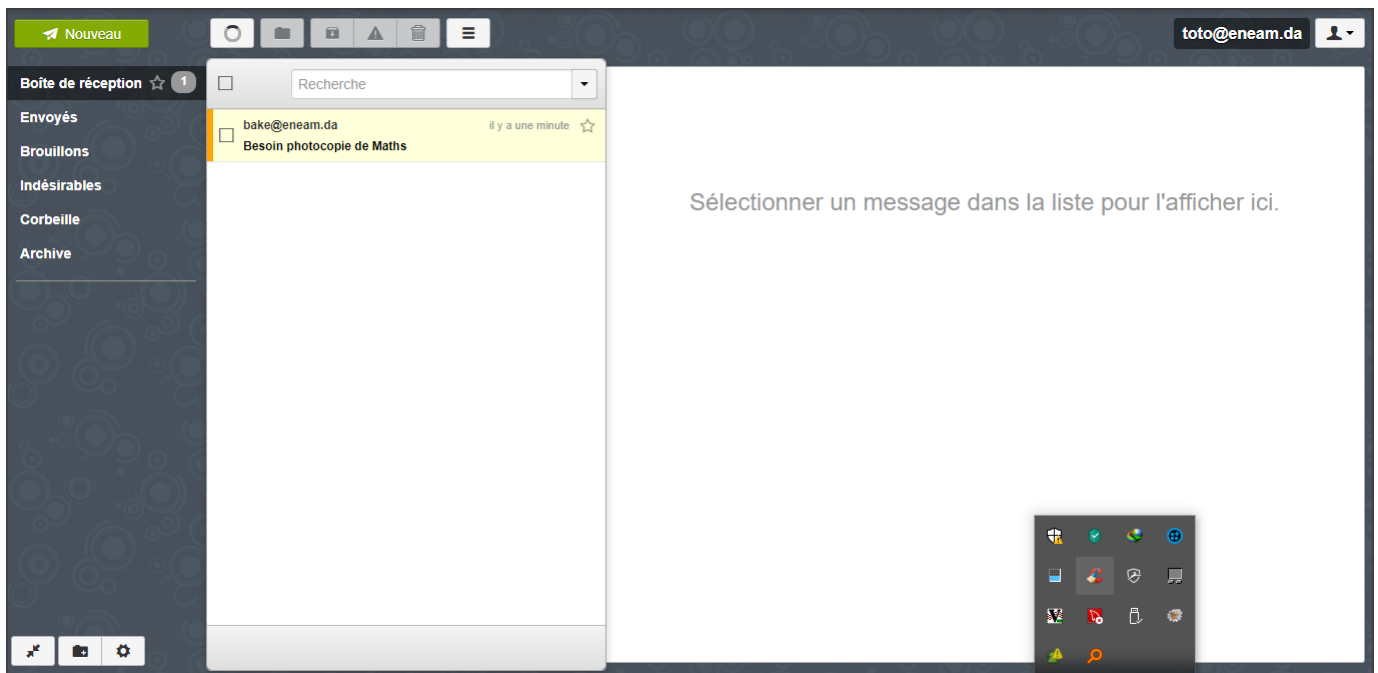 Nouveau
toto@eneam.da
Boîte de réception 1
Envoyés
Brouillons
Indésirables
Corbeille
Archive
Recherche
bake@eneam.da il y a une minute
Besoin photocopie de Maths
Sélectionner un message dans la liste pour l'afficher ici.